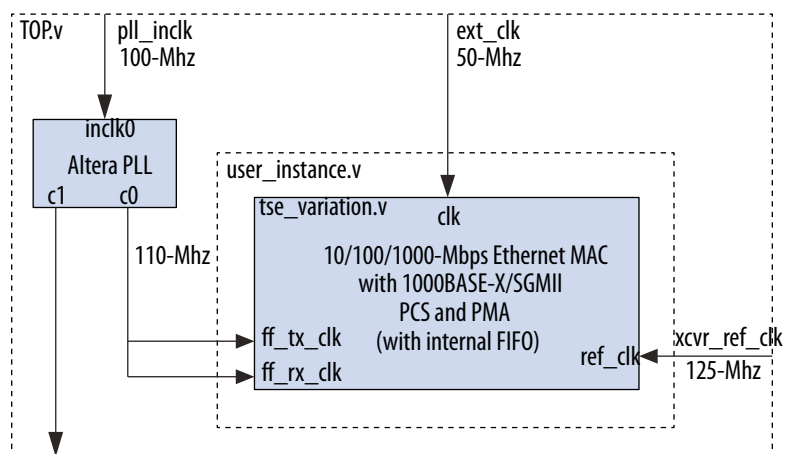 TOP.v
pll_inclk
100-Mhz
ext_clk
50-Mhz
inclk0
Altera PLL
c1
c0
110-Mhz
user_instance.v
tse_variation.v
clk
10/100/1000-Mbps Ethernet MAC
with 1000BASE-X/SGMII
PCS and PMA
(with internal FIFO)
ff_tx_clk
ff_rx_clk
ref_clk
xcvr_ref_clk
125-Mhz